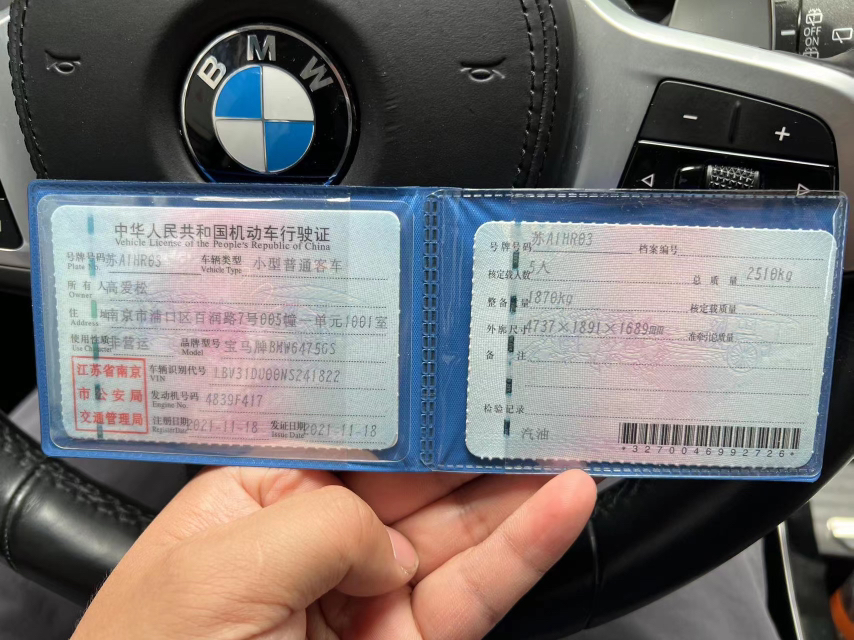 BMW
OFF
ON
中华人民共和国机动车行驶证
Vehicle License of the People's Republic of China
号牌号码 苏A1HR03 车辆类型 小型普通客车
Plate No. Vehicle Type
所有人 高爱松
Owner
住址 南京市浦口区百润路7号005幢一单元1001室
Address
使用性质 非营运 品牌型号 宝马牌BMW6475GS
Use Character Model
江苏省南京
市公安局
交通管理局
车辆识别代号
VIN LBV31DU00NS241822
发动机号码 4839F417
Engine No.
注册日期 2021-11-18 发证日期 2021-11-18
Register Date Issue Date
号牌号码 苏A1HR03 档案编号
核定载人数 5人 总质量 2510kg
整备质量 1870kg 核定载质量
外廓尺寸 4737×1891×1689mm 准牵引总质量
备注
检验记录
汽油
*3270046992726*